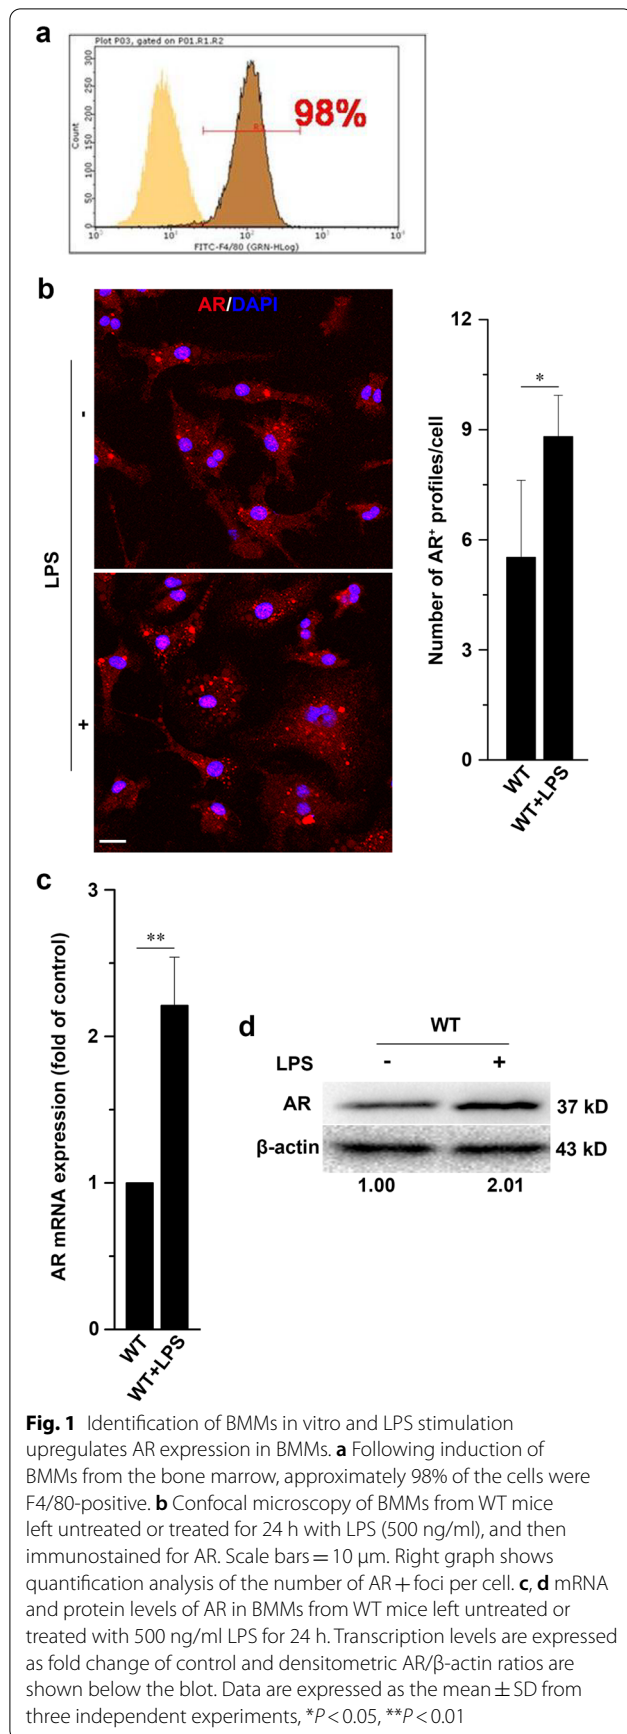 a
Plot P03, gated on P01.R1.R2
300
250
200
150
100
50
0
Count
98%
10⁰ 10¹ 10² 10³ 10⁴
FITC-F4/80 (GRN-HLog)
b
AR/DAPI
LPS
-
+
12
9
6
3
0
Number of AR⁺ profiles/cell
*
WT
WT+LPS
c
3
2
1
0
AR mRNA expression (fold of control)
**
WT
WT+LPS
d
WT
LPS - +
AR 37 kD
β-actin 43 kD
1.00 2.01
Fig. 1 Identification of BMMs in vitro and LPS stimulation
upregulates AR expression in BMMs. a Following induction of
BMMs from the bone marrow, approximately 98% of the cells were
F4/80-positive. b Confocal microscopy of BMMs from WT mice
left untreated or treated for 24 h with LPS (500 ng/ml), and then
immunostained for AR. Scale bars = 10 μm. Right graph shows
quantification analysis of the number of AR + foci per cell. c, d mRNA
and protein levels of AR in BMMs from WT mice left untreated or
treated with 500 ng/ml LPS for 24 h. Transcription levels are expressed
as fold change of control and densitometric AR/β-actin ratios are
shown below the blot. Data are expressed as the mean ± SD from
three independent experiments, *P < 0.05, **P < 0.01